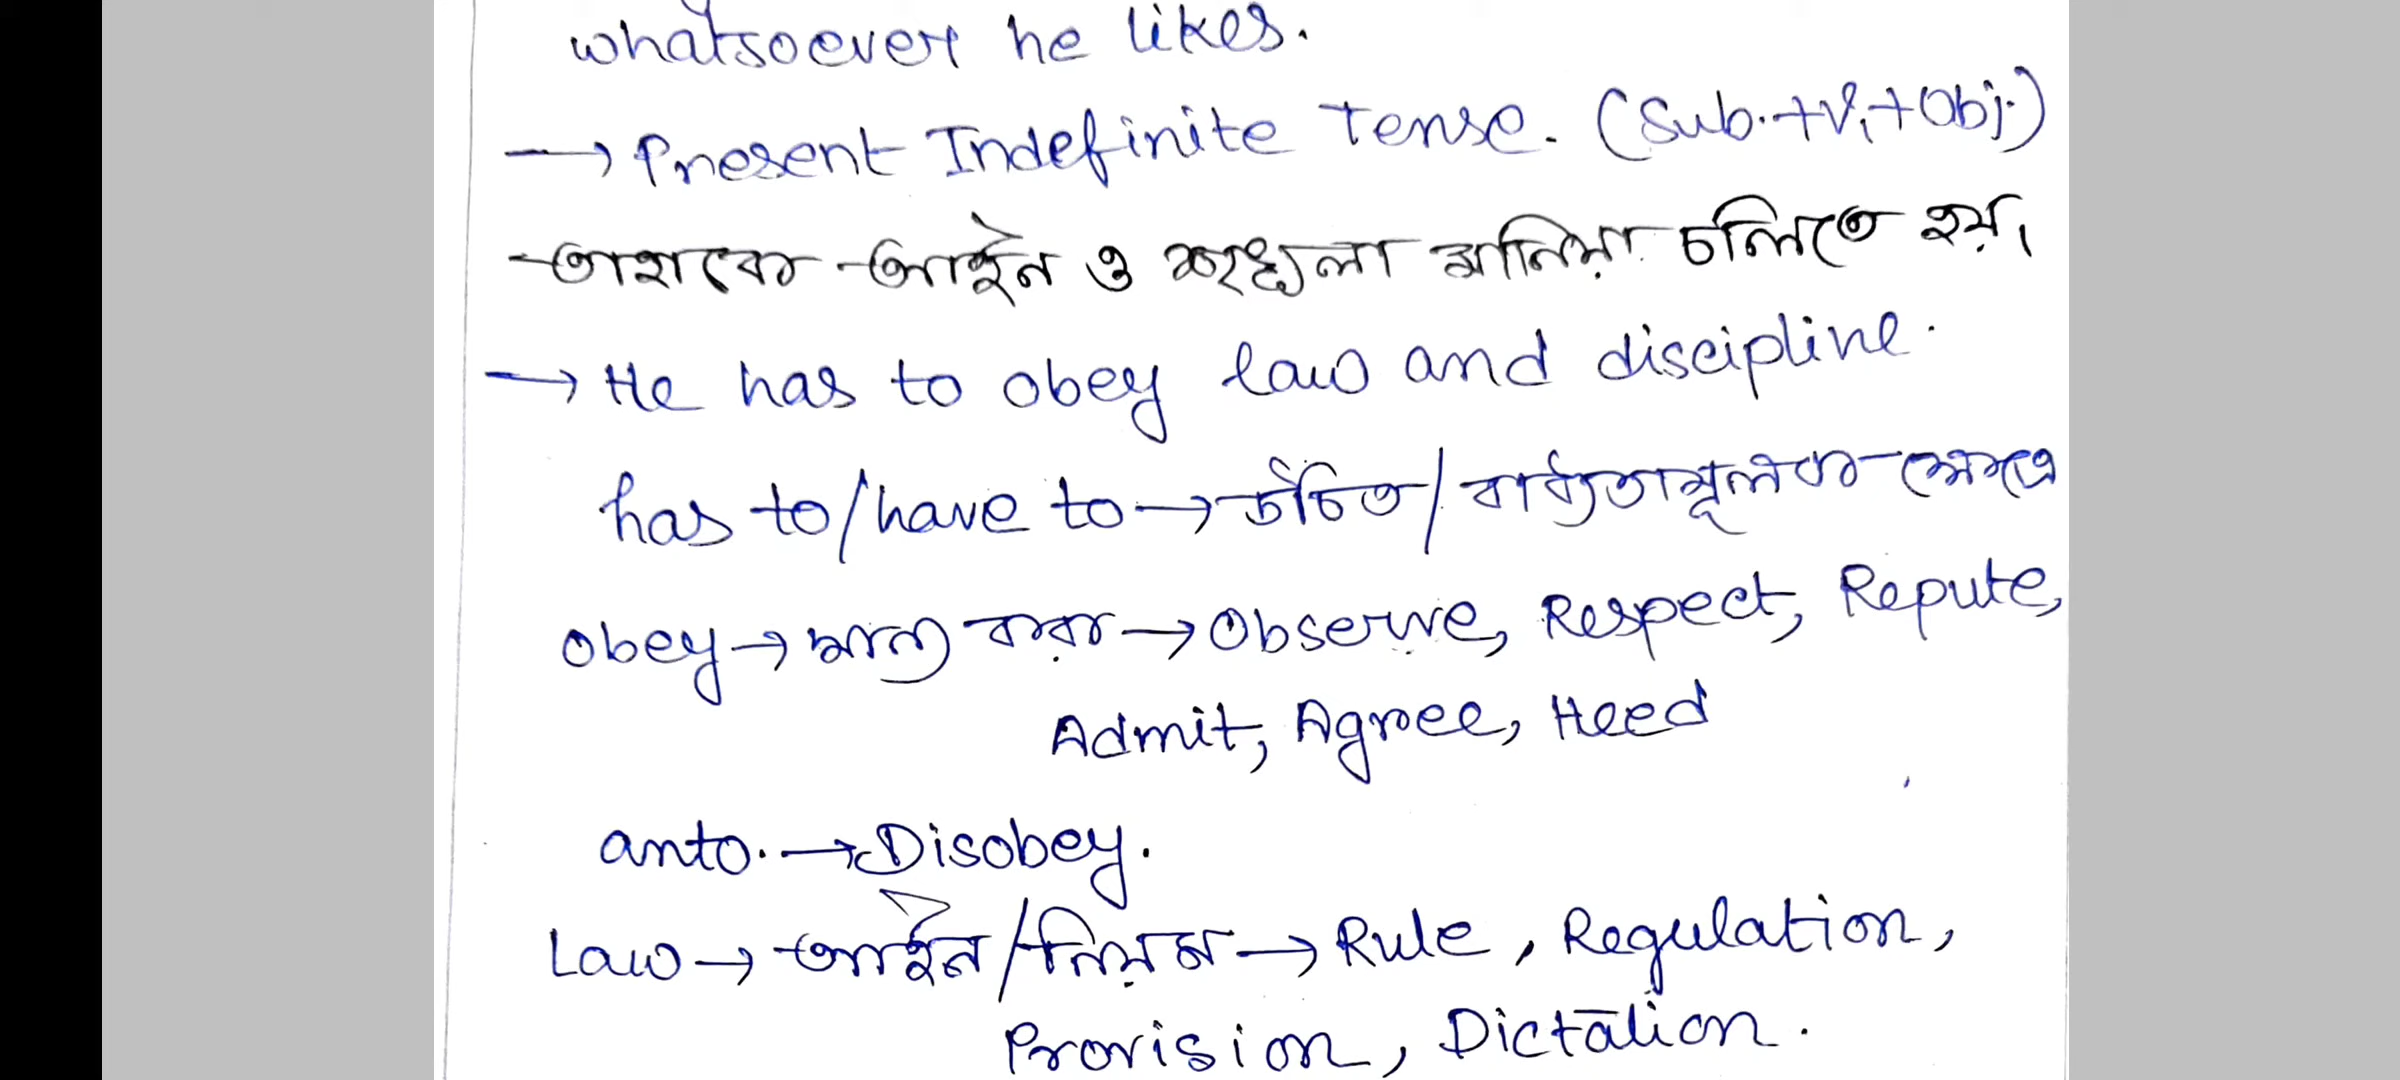 whatsoever he likes.
→ Present Indefinite Tense. (Sub.+V₁+Obj.)
তাহাকে আইন ও শৃংখলা মানিয়া চলিতে হয়।
→ He has to obey law and discipline.
has to/have to → উচিত/বাধ্যতামূলক অর্থে
Obey → মান্য করা → Observe, Respect, Repute,
Admit, Agree, Heed
anto. → Disobey.
Law → আইন/নিয়ম → Rule, Regulation,
Provision, Dictation.